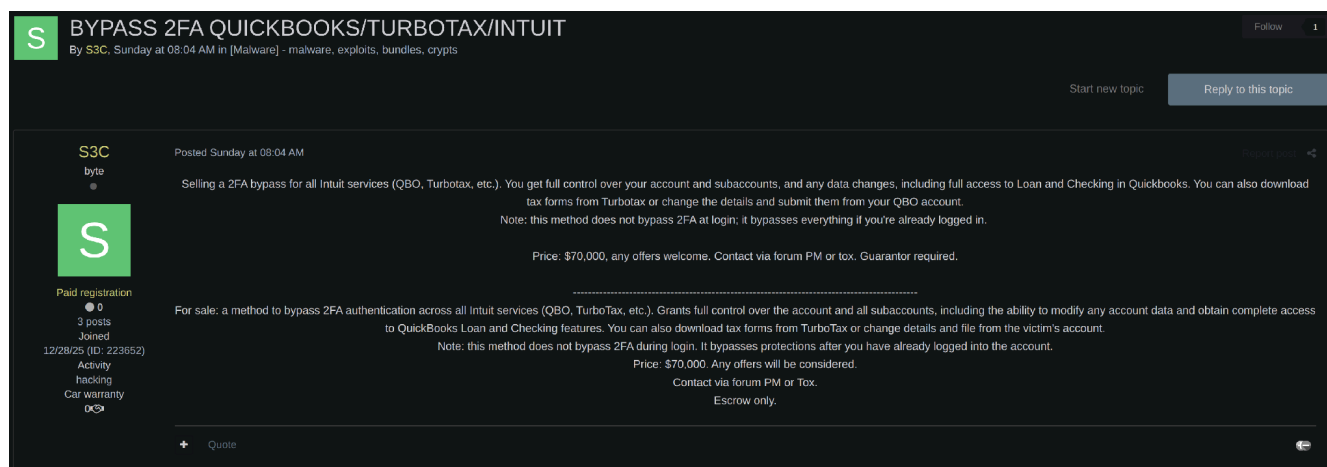 S
BYPASS 2FA QUICKBOOKS/TURBOTAX/INTUIT
By S3C, Sunday at 08:04 AM in [Malware] - malware, exploits, bundles, crypts
Follow 1
Start new topic
Reply to this topic
S3C
byte
S
Paid registration
0
3 posts
Joined
12/28/25 (ID: 223652)
Activity
hacking
Car warranty
0
Posted Sunday at 08:04 AM
Report post
Selling a 2FA bypass for all Intuit services (QBO, Turbotax, etc.). You get full control over your account and subaccounts, and any data changes, including full access to Loan and Checking in Quickbooks. You can also download
tax forms from Turbotax or change the details and submit them from your QBO account.
Note: this method does not bypass 2FA at login; it bypasses everything if you're already logged in.
Price: $70,000, any offers welcome. Contact via forum PM or tox. Guarantor required.
--------------------------------------------------------------------------------------------
For sale: a method to bypass 2FA authentication across all Intuit services (QBO, TurboTax, etc.). Grants full control over the account and all subaccounts, including the ability to modify any account data and obtain complete access
to QuickBooks Loan and Checking features. You can also download tax forms from TurboTax or change details and file from the victim's account.
Note: this method does not bypass 2FA during login. It bypasses protections after you have already logged into the account.
Price: $70,000. Any offers will be considered.
Contact via forum PM or Tox.
Escrow only.
+ Quote